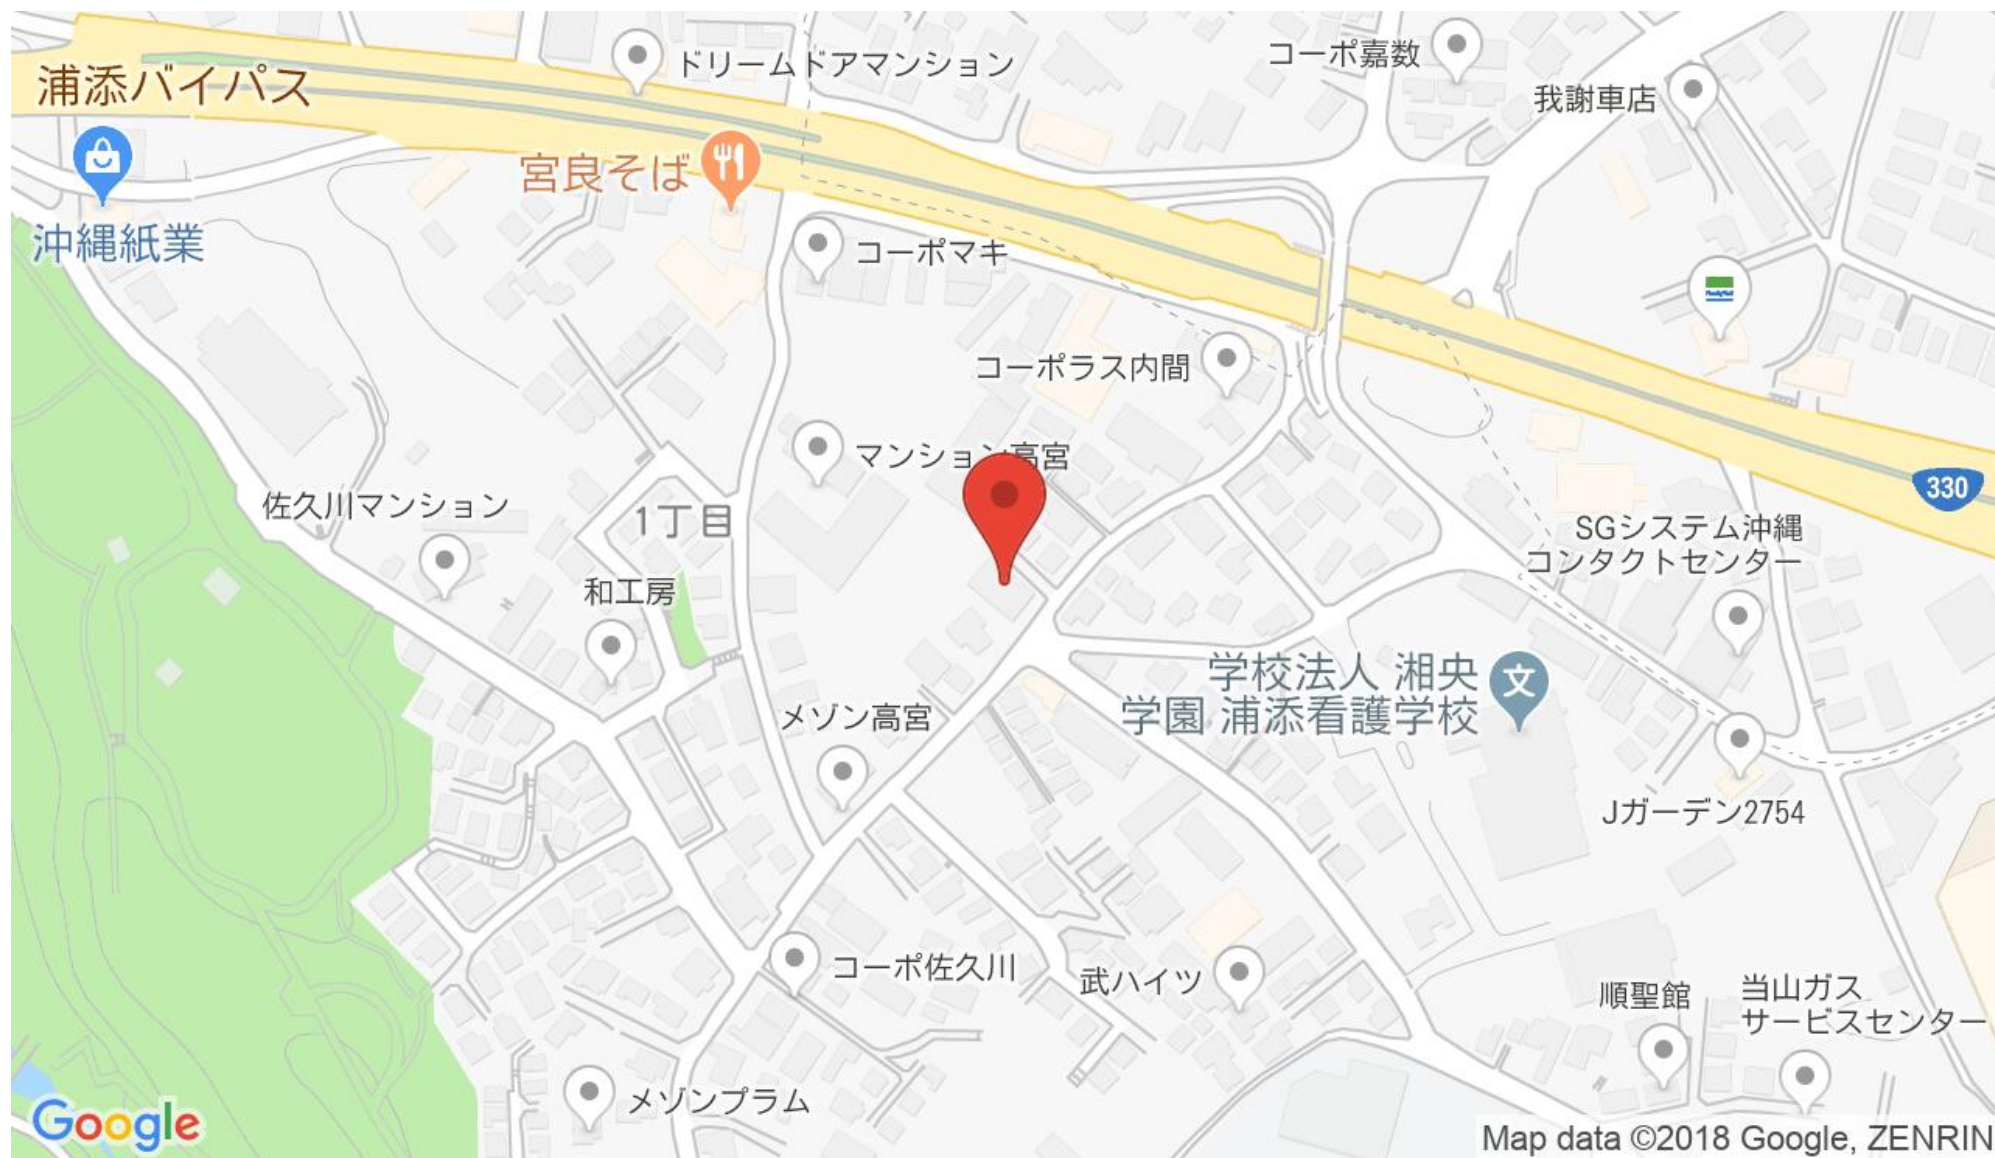 浦添バイパス
ドリームドアマンション
コーポ嘉数
我謝車店
宮良そば
沖縄紙業
コーポマキ
コーポラス内間
マンション高宮
330
佐久川マンション
1丁目
SGシステム沖縄
コンタクトセンター
和工房
学校法人 湘央
学園 浦添看護学校
文
メゾン高宮
Jガーデン2754
コーポ佐久川
武ハイツ
順聖館
当山ガス
サービスセンター
メゾンプラム
Google
Map data ©2018 Google, ZENRIN